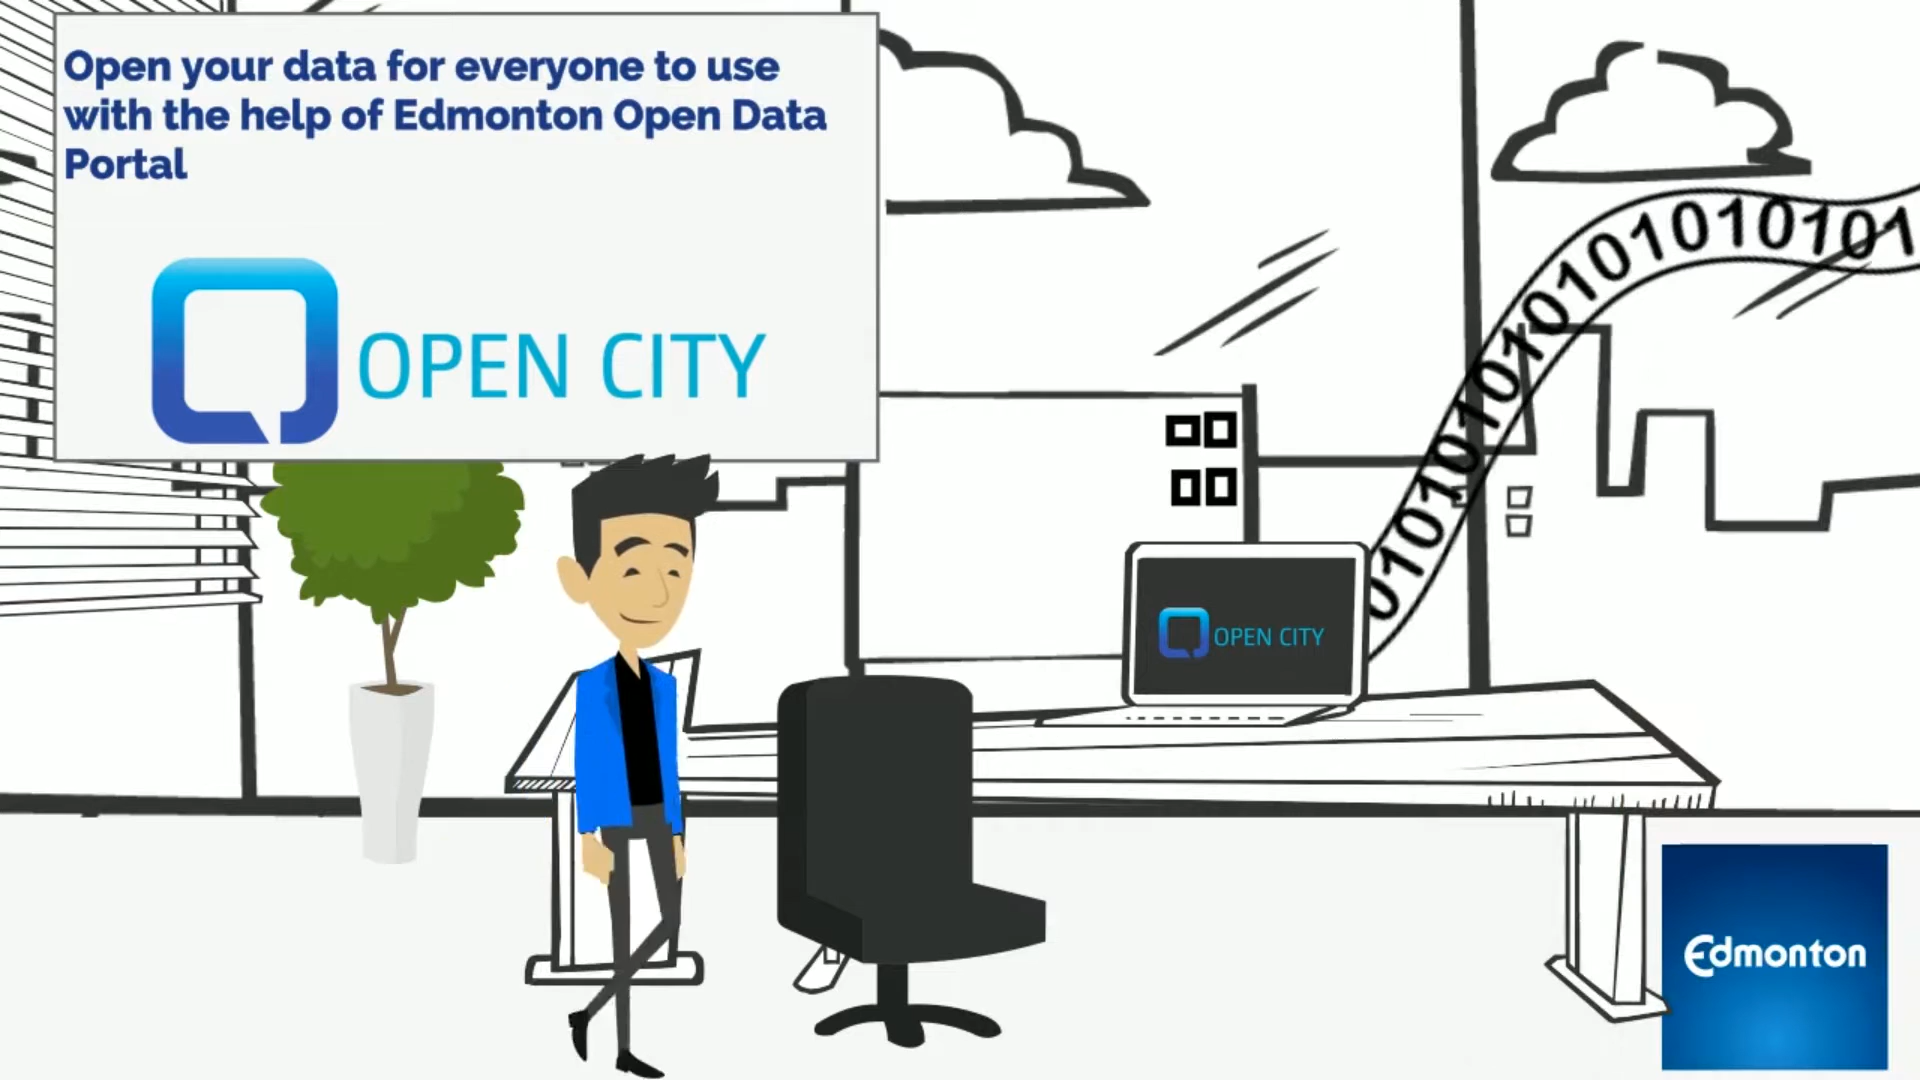 Open your data for everyone to use
with the help of Edmonton Open Data
Portal
OPEN CITY
01010101010101010101
OPEN CITY
Edmonton